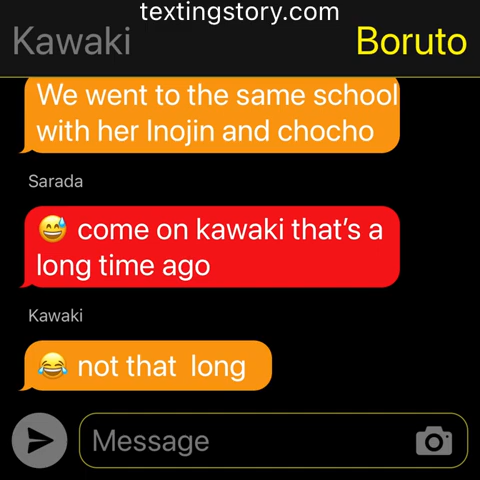 textingstory.com
Kawaki
Boruto
We went to the same school
with her Inojin and chocho
Sarada
😅 come on kawaki that's a
long time ago
Kawaki
😂 not that  long
Message